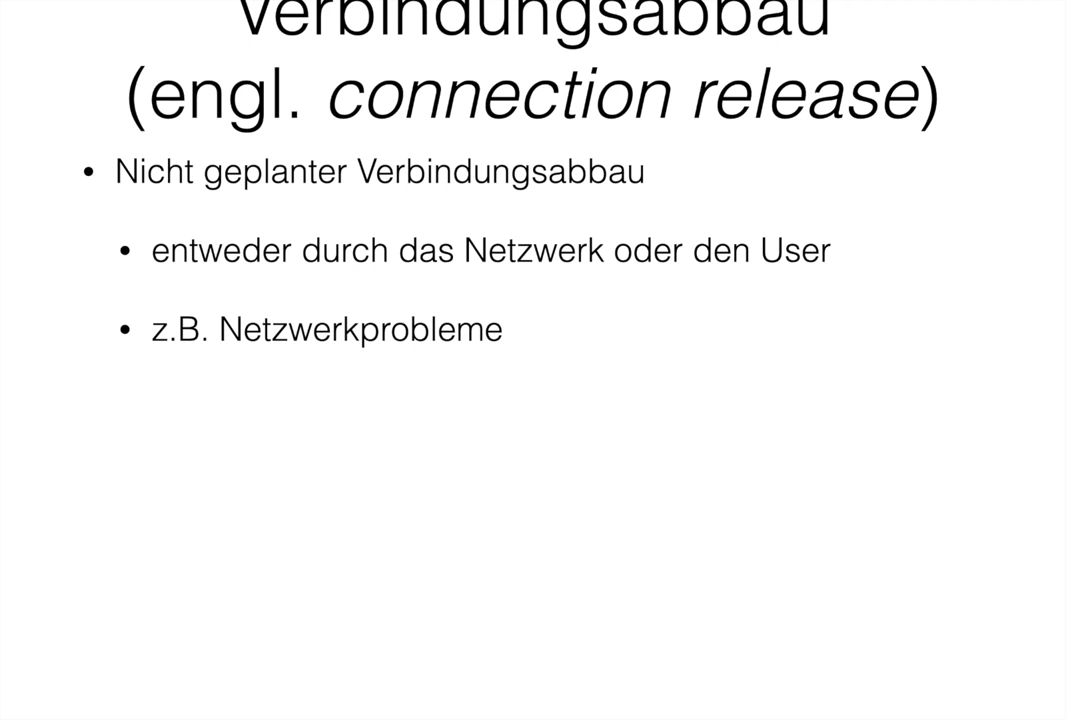 Verbindungsabbau
(engl. connection release)
• Nicht geplanter Verbindungsabbau
• entweder durch das Netzwerk oder den User
• z.B. Netzwerkprobleme